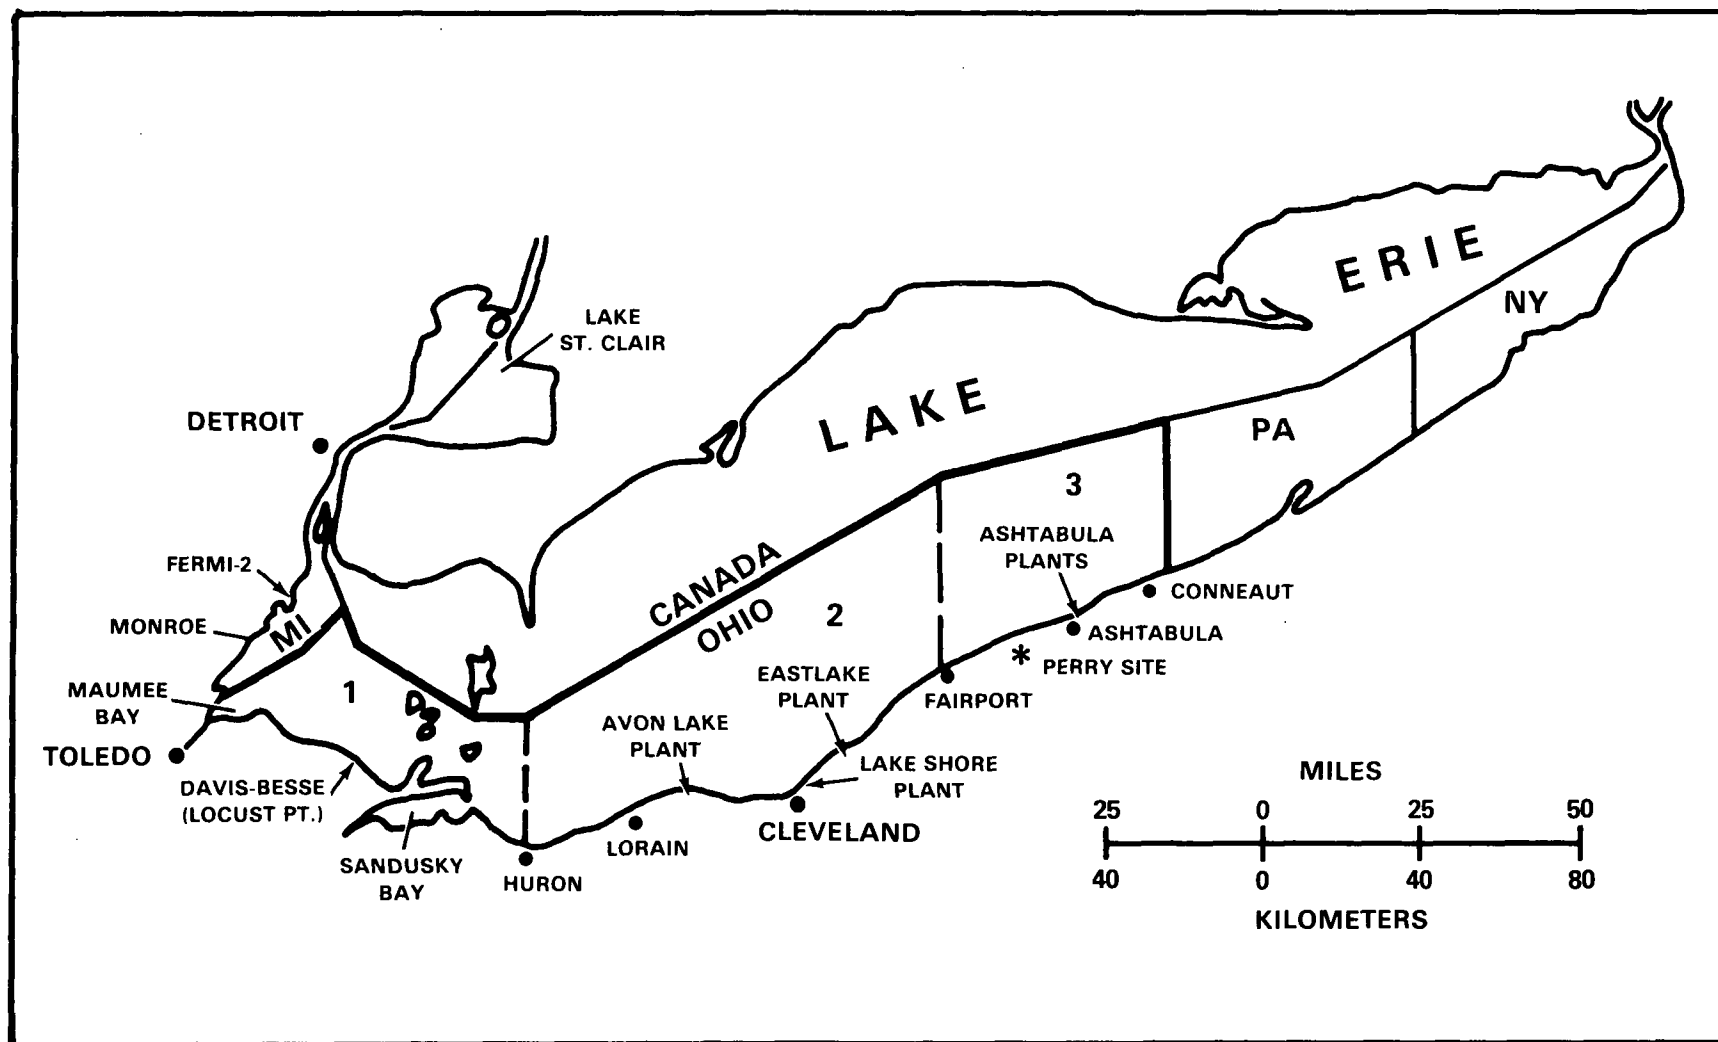 LAKE ERIE
NY
LAKE
ST. CLAIR
DETROIT
PA
3
ASHTABULA
PLANTS
FERMI-2
CANADA
OHIO
2
CONNEAUT
MONROE
MI
ASHTABULA
* PERRY SITE
MAUMEE
BAY
1
EASTLAKE
PLANT
FAIRPORT
AVON LAKE
PLANT
TOLEDO
LAKE SHORE
PLANT
DAVIS-BESSE
(LOCUST PT.)
CLEVELAND
LORAIN
SANDUSKY
BAY
HURON
MILES
25 0 25 50
40 0 40 80
KILOMETERS